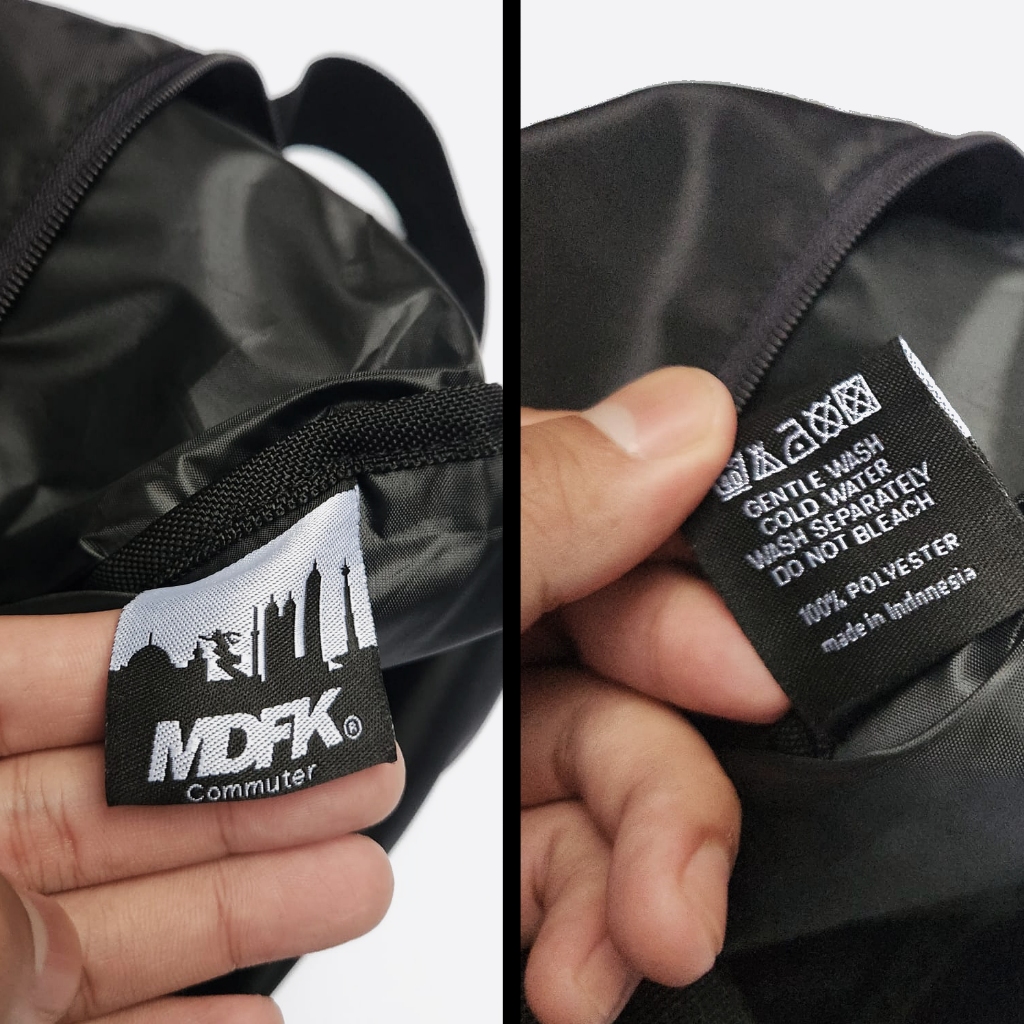 MDFK®
Commuter
GENTLE WASH
COLD WATER
WASH SEPARATELY
DO NOT BLEACH
100% POLYESTER
made in Indonesia